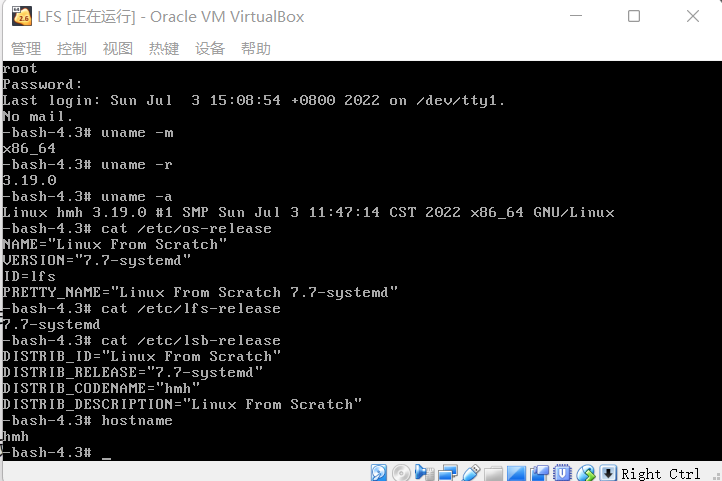 LFS [正在运行] - Oracle VM VirtualBox
管理 控制 视图 热键 设备 帮助
root
Password:
Last login: Sun Jul  3 15:08:54 +0800 2022 on /dev/tty1.
No mail.
-bash-4.3# uname -m
x86_64
-bash-4.3# uname -r
3.19.0
-bash-4.3# uname -a
Linux hmh 3.19.0 #1 SMP Sun Jul 3 11:47:14 CST 2022 x86_64 GNU/Linux
-bash-4.3# cat /etc/os-release
NAME="Linux From Scratch"
VERSION="7.7-systemd"
ID=lfs
PRETTY_NAME="Linux From Scratch 7.7-systemd"
-bash-4.3# cat /etc/lfs-release
7.7-systemd
-bash-4.3# cat /etc/lsb-release
DISTRIB_ID="Linux From Scratch"
DISTRIB_RELEASE="7.7-systemd"
DISTRIB_CODENAME="hmh"
DISTRIB_DESCRIPTION="Linux From Scratch"
-bash-4.3# hostname
hmh
-bash-4.3# _
Right Ctrl